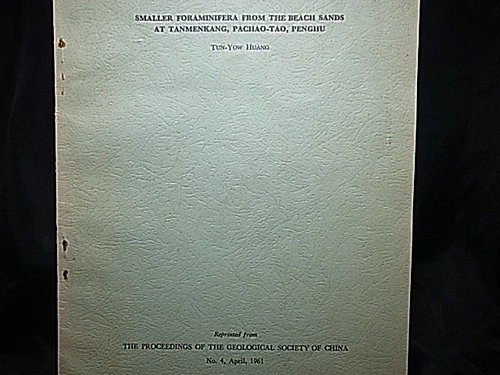 SMALLER FORAMINIFERA FROM THE BEACH SANDS
AT TANMENKANG, PACHAO-TAO, PENGHU
TUN-YOW HUANG
Reprinted from
THE PROCEEDINGS OF THE GEOLOGICAL SOCIETY OF CHINA
No. 4, April, 1961